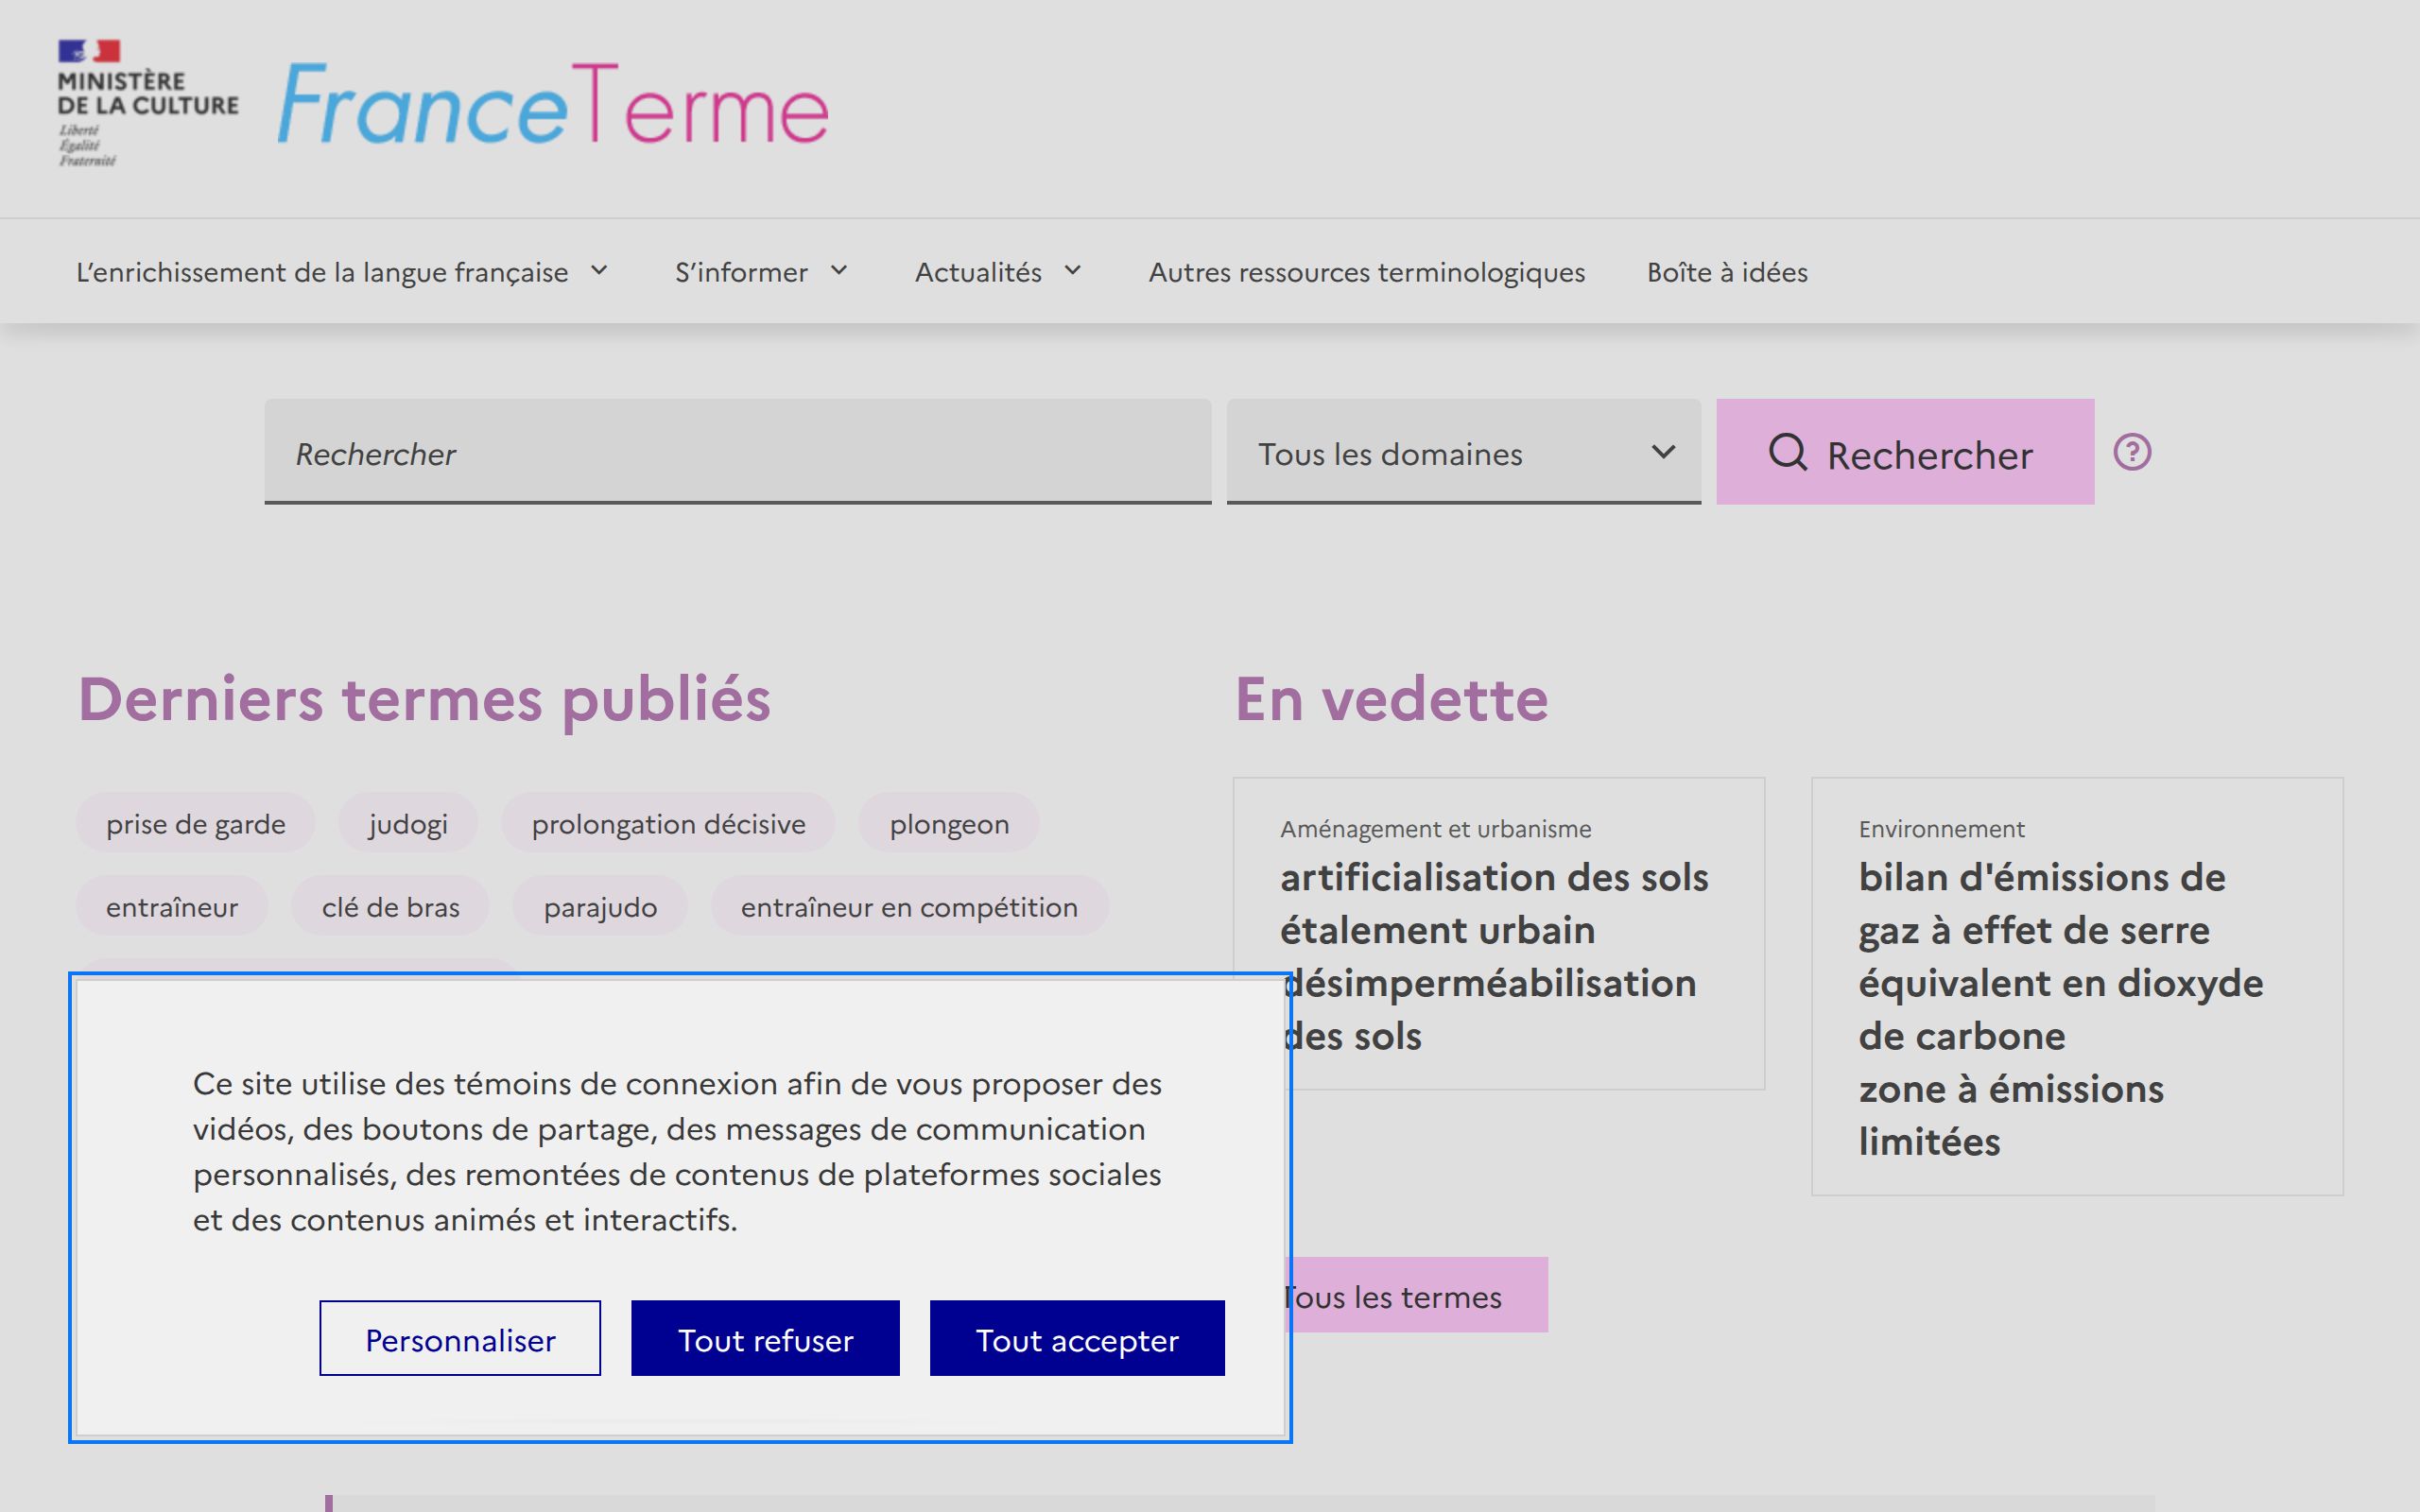 MINISTÈRE
DE LA CULTURE
Liberté
Égalité
Fraternité
FranceTerme
L’enrichissement de la langue française
S’informer
Actualités
Autres ressources terminologiques
Boîte à idées
Rechercher
Tous les domaines
Rechercher
?
Derniers termes publiés
prise de garde
judogi
prolongation décisive
plongeon
entraîneur
clé de bras
parajudo
entraîneur en compétition
En vedette
Aménagement et urbanisme
artificialisation des sols
étalement urbain
désimperméabilisation
des sols
Environnement
bilan d'émissions de
gaz à effet de serre
équivalent en dioxyde
de carbone
zone à émissions
limitées
Tous les termes
Ce site utilise des témoins de connexion afin de vous proposer des
vidéos, des boutons de partage, des messages de communication
personnalisés, des remontées de contenus de plateformes sociales
et des contenus animés et interactifs.
Personnaliser
Tout refuser
Tout accepter